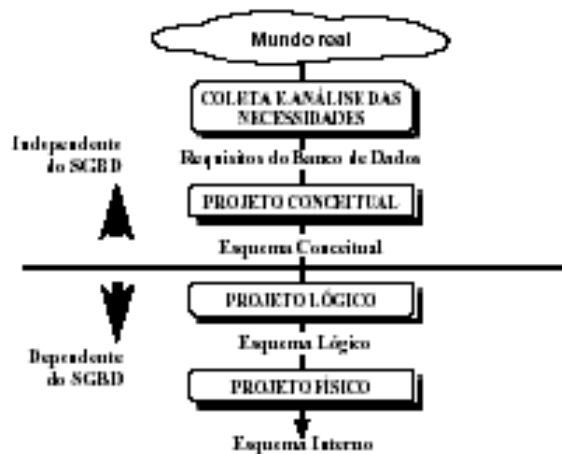 Mundo real
COLETA E ANÁLISE DAS
NECESSIDADES
Independente
do SGBD
Requisitos do Banco de Dados
PROJETO CONCEITUAL
Esquema Conceitual
PROJETO LÓGICO
Esquema Lógico
Dependente
do SGBD
PROJETO FÍSICO
Esquema Interno